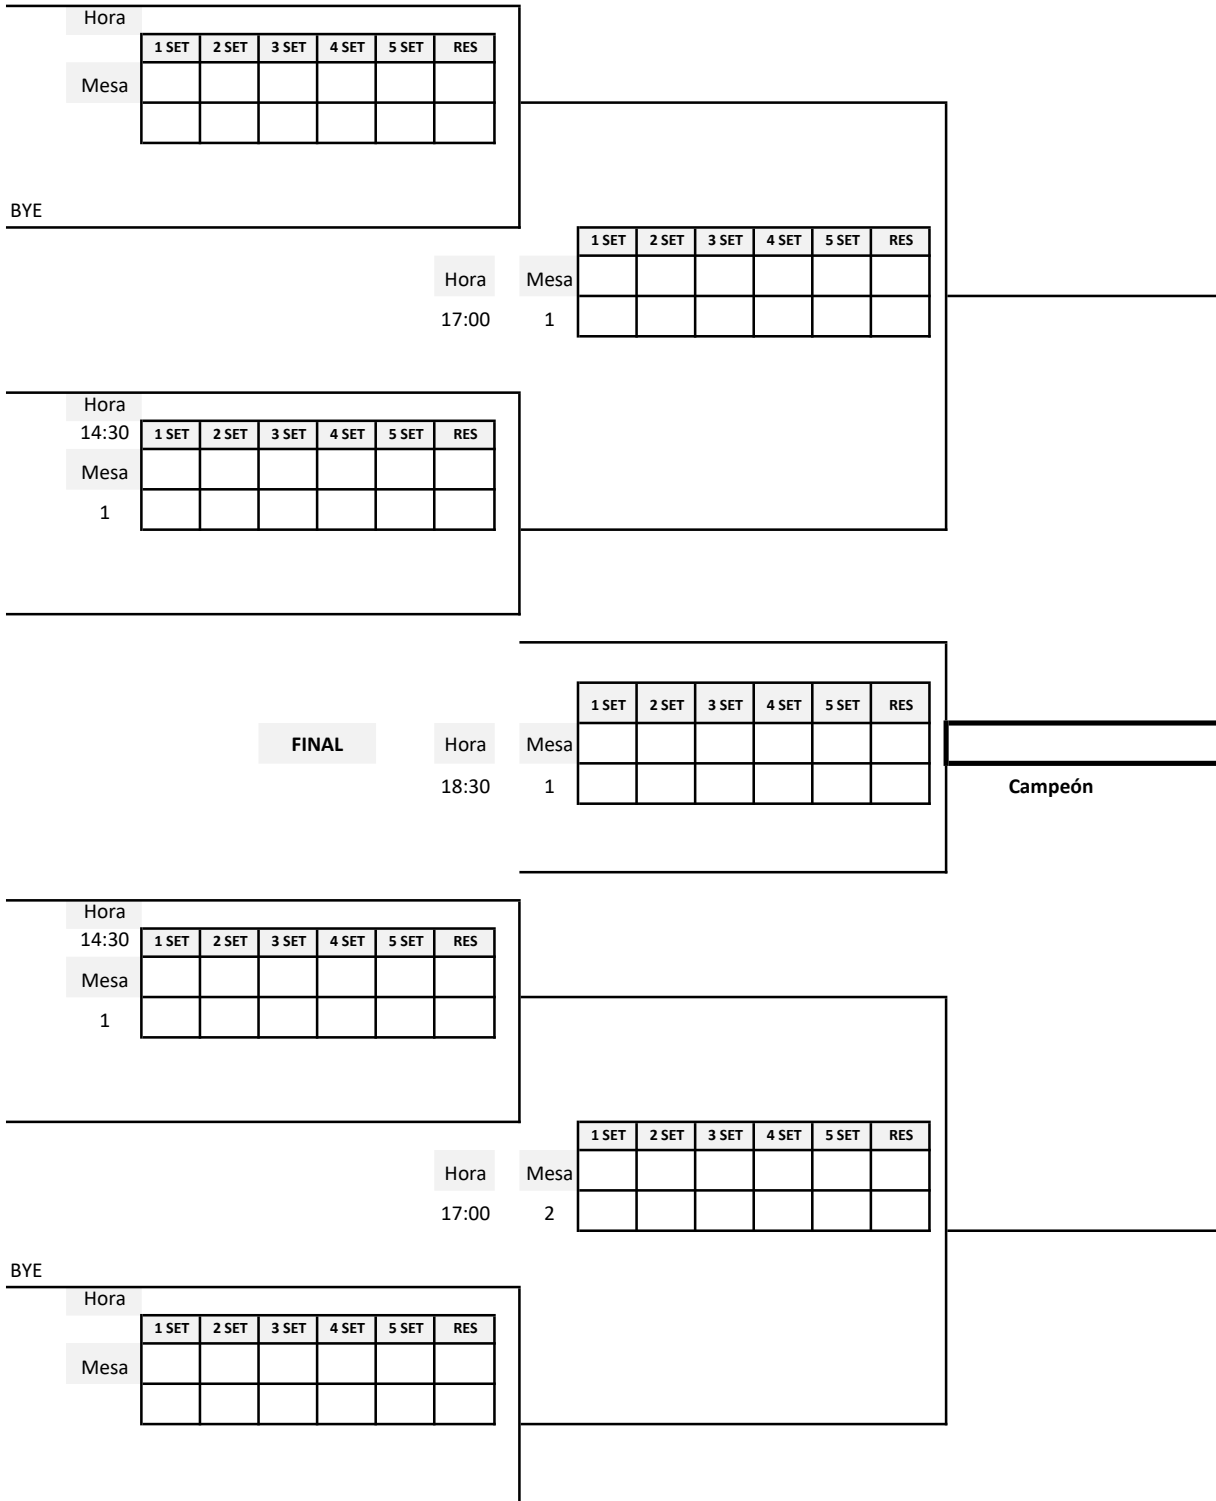 Hora
1 SET 2 SET 3 SET 4 SET 5 SET RES
Mesa
BYE
1 SET 2 SET 3 SET 4 SET 5 SET RES
Hora Mesa
17:00 1
Hora
14:30 1 SET 2 SET 3 SET 4 SET 5 SET RES
Mesa
1
1 SET 2 SET 3 SET 4 SET 5 SET RES
FINAL Hora Mesa
18:30 1 Campeón
Hora
14:30 1 SET 2 SET 3 SET 4 SET 5 SET RES
Mesa
1
1 SET 2 SET 3 SET 4 SET 5 SET RES
Hora Mesa
17:00 2
BYE
Hora
1 SET 2 SET 3 SET 4 SET 5 SET RES
Mesa